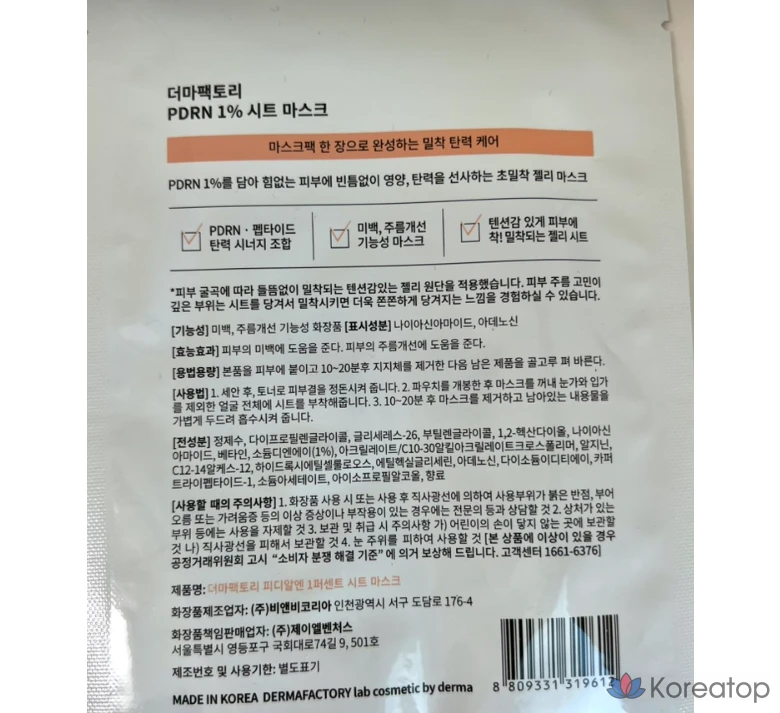 더마팩토리
PDRN 1% 시트 마스크
마스크팩 한 장으로 완성하는 밀착 탄력 케어
PDRN 1%를 담아 힘없는 피부에 빈틈없이 영양, 탄력을 선사하는 초밀착 젤리 마스크
PDRN · 펩타이드
탄력 시너지 조합
미백, 주름개선
기능성 마스크
텐션감 있게 피부에
착! 밀착되는 젤리 시트
*피부 굴곡에 따라 들뜸없이 밀착되는 텐션감있는 젤리 원단을 적용했습니다. 피부 주름 고민이
깊은 부위는 시트를 당겨서 밀착시키면 더욱 쫀쫀하게 당겨지는 느낌을 경험하실 수 있습니다.
[기능성] 미백, 주름개선 기능성 화장품 [표시성분] 나이아신아마이드, 아데노신
[효능효과] 피부의 미백에 도움을 준다. 피부의 주름개선에 도움을 준다.
[용법용량] 본품을 피부에 붙이고 10~20분후 지지체를 제거한 다음 남은 제품을 골고루 펴 바른다.
[사용법] 1. 세안 후, 토너로 피부결을 정돈시켜 줍니다. 2. 파우치를 개봉한 후 마스크를 꺼내 눈가와 입가
를 제외한 얼굴 전체에 시트를 부착해줍니다. 3. 10~20분 후 마스크를 제거하고 남아있는 내용물을
가볍게 두드려 흡수시켜 줍니다.
[전성분] 정제수, 다이프로필렌글라이콜, 글리세레스-26, 부틸렌글라이콜, 1,2-헥산다이올, 나이아신
아마이드, 베타인, 소듐디엔에이(1%), 아크릴레이트/C10-30알킬아크릴레이트크로스폴리머, 알지닌,
C12-14알케스-12, 하이드록시에틸셀룰로오스, 에틸헥실글리세린, 아데노신, 다이소듐이디티에이, 카퍼
트라이펩타이드-1, 소듐아세테이트, 아이소프로필알코올, 향료
[사용할 때의 주의사항] 1. 화장품 사용 시 또는 사용 후 직사광선에 의하여 사용부위가 붉은 반점, 부어
오름 또는 가려움증 등의 이상 증상이나 부작용이 있는 경우에는 전문의 등과 상담할 것 2. 상처가 있는
부위 등에는 사용을 자제할 것 3. 보관 및 취급 시 주의사항 가) 어린이의 손이 닿지 않는 곳에 보관할
것 나) 직사광선을 피해서 보관할 것 4. 눈 주위를 피하여 사용할 것 [본 상품에 이상이 있을 경우
공정거래위원회 고시 “소비자 분쟁 해결 기준” 에 의거 보상해 드립니다. 고객센터 1661-6376]
제품명: 더마팩토리 피디알엔 1퍼센트 시트 마스크
화장품제조업자: (주)비앤비코리아 인천광역시 서구 도담로 176-4
화장품책임판매업자: (주)제이엘벤처스
서울특별시 영등포구 국회대로74길 9, 501호
제조번호 및 사용기한: 별도표기
MADE IN KOREA DERMAFACTORY lab cosmetic by derma
8 809331 319612
Koreatop